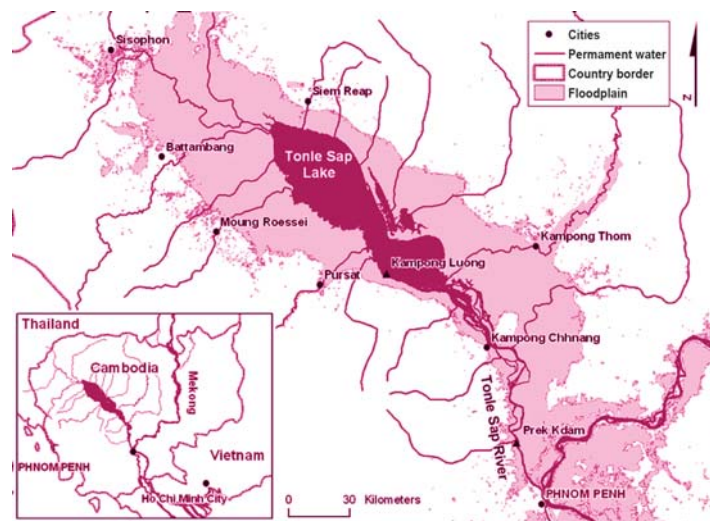 Sisophon
Cities
Permament water
Country border
Floodplain
N
Siem Reap
Battambang
Tonle Sap
Lake
Moung Roessei
Kampong Thom
Kampong Luong
Pursat
Kampong Chhnang
Tonle Sap River
Prek Kdam
PHNOM PENH
Thailand
Cambodia
Mekong
Vietnam
PHNOM PENH
Ho Chi Minh City
0 30 Kilometers